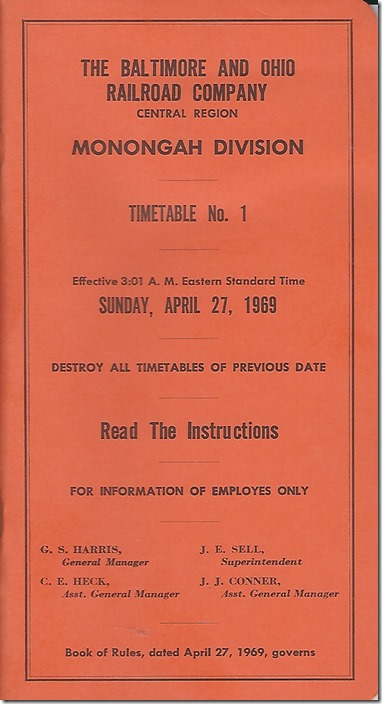 THE BALTIMORE AND OHIO
RAILROAD COMPANY
CENTRAL REGION
MONONGAH DIVISION
TIMETABLE No. 1
Effective 3:01 A. M. Eastern Standard Time
SUNDAY, APRIL 27, 1969
DESTROY ALL TIMETABLES OF PREVIOUS DATE
Read The Instructions
FOR INFORMATION OF EMPLOYES ONLY
G. S. HARRIS,
General Manager
J. E. SELL,
Superintendent
C. E. HECK,
Asst. General Manager
J. J. CONNER,
Asst. General Manager
Book of Rules, dated April 27, 1969, governs